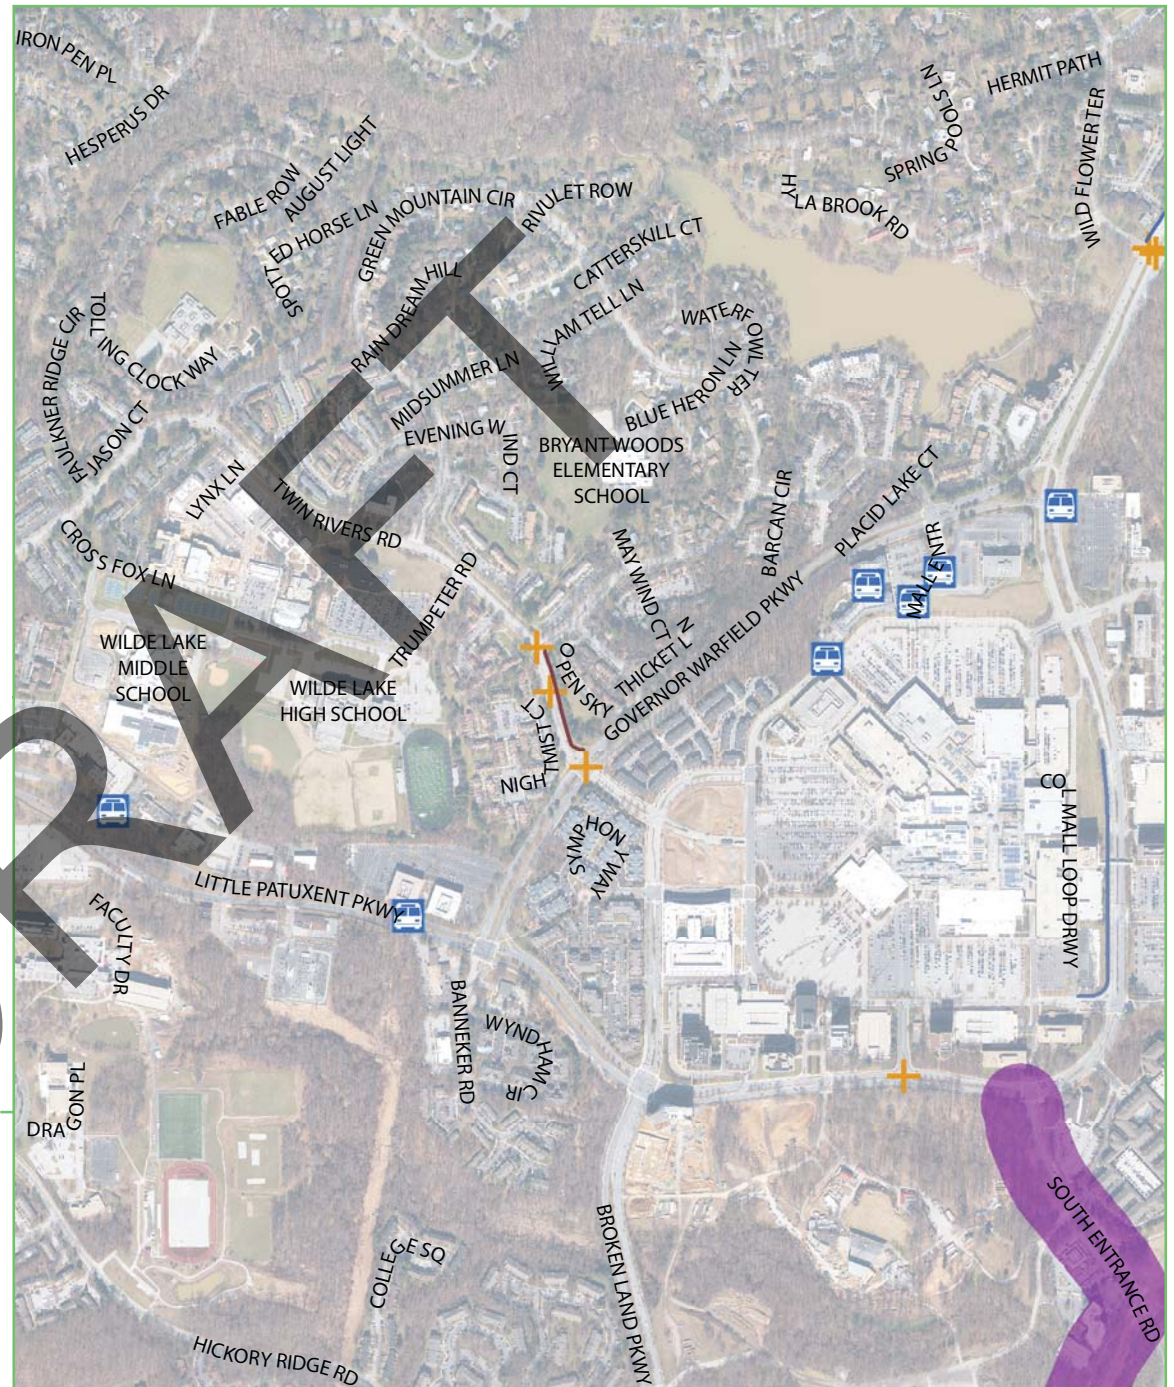 IRON PEN PL
HESPERUS DR
HERMIT PATH
SPRING POOLS LN
WILD FLOWER TER
FABLE ROW
AUGUST LIGHT
SPOTTED HORSE LN
GREEN MOUNTAIN CIR
RIVULET ROW
HYLA BROOK RD
CATTERSKILL CT
RAIN DREAM HILL
WILLIAM TELL LN
WATERFOWL TER
TOLLING CLOCK WAY
FAULKNER RIDGE CIR
JASON CT
MIDSUMMER LN
BLUE HERON LN
EVENING WIND CT
BRYANT WOODS
ELEMENTARY
SCHOOL
LYNX LN
TWIN RIVERS RD
BARCAN CIR
PLACID LAKE CT
CROSS FOX LN
TRUMPETER RD
MAY WIND CT
MALL ENTR
WILDE LAKE
MIDDLE
SCHOOL
WILDE LAKE
HIGH SCHOOL
OPEN SKY
THICKET LN
GOVERNOR WARFIELD PKWY
NIGHTMIST CT
SYMPHONY WAY
COL MALL LOOP DRWY
LITTLE PATUXENT PKWY
FACULTY DR
BANNEKER RD
WYNDHAM CIR
DRAGON PL
SOUTH ENTRANCE RD
COLLEGE SQ
BROKEN LAND PKWY
HICKORY RIDGE RD
DRAFT